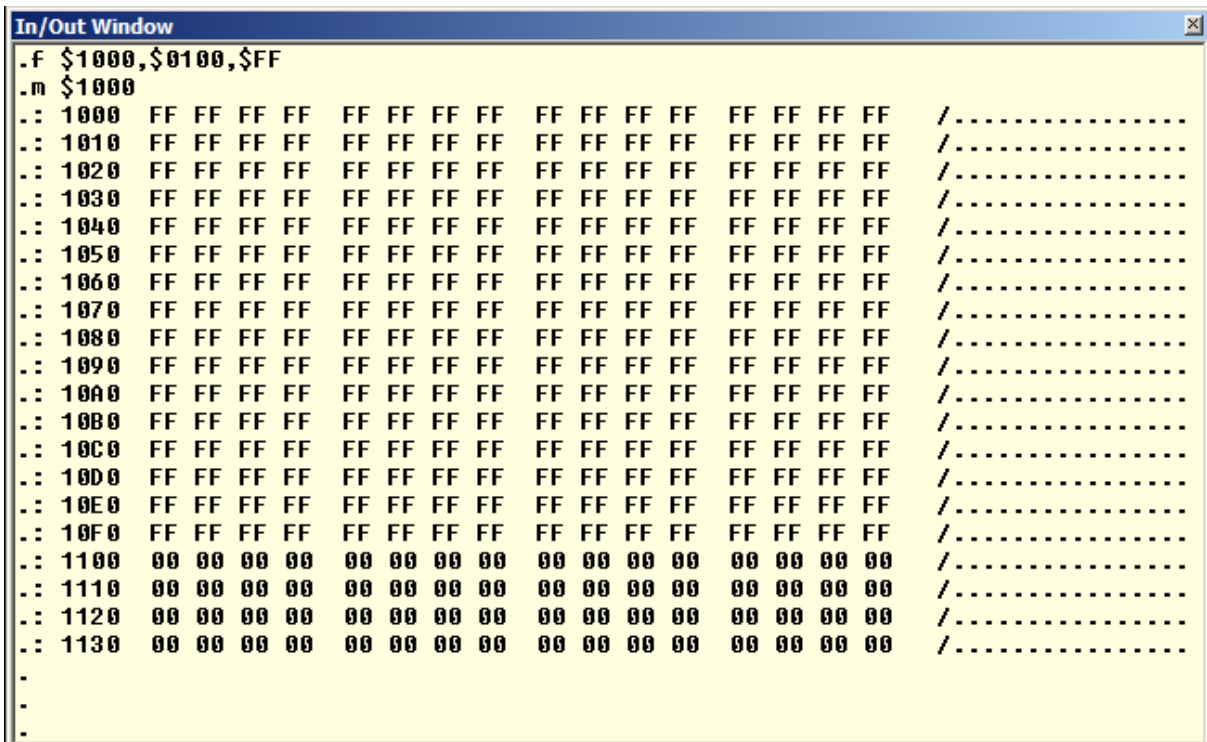 In/Out Window
.f $1000,$0100,$FF
.m $1000
.: 1000 FF FF FF FF FF FF FF FF FF FF FF FF FF FF FF FF /................
.: 1010 FF FF FF FF FF FF FF FF FF FF FF FF FF FF FF FF /................
.: 1020 FF FF FF FF FF FF FF FF FF FF FF FF FF FF FF FF /................
.: 1030 FF FF FF FF FF FF FF FF FF FF FF FF FF FF FF FF /................
.: 1040 FF FF FF FF FF FF FF FF FF FF FF FF FF FF FF FF /................
.: 1050 FF FF FF FF FF FF FF FF FF FF FF FF FF FF FF FF /................
.: 1060 FF FF FF FF FF FF FF FF FF FF FF FF FF FF FF FF /................
.: 1070 FF FF FF FF FF FF FF FF FF FF FF FF FF FF FF FF /................
.: 1080 FF FF FF FF FF FF FF FF FF FF FF FF FF FF FF FF /................
.: 1090 FF FF FF FF FF FF FF FF FF FF FF FF FF FF FF FF /................
.: 10A0 FF FF FF FF FF FF FF FF FF FF FF FF FF FF FF FF /................
.: 10B0 FF FF FF FF FF FF FF FF FF FF FF FF FF FF FF FF /................
.: 10C0 FF FF FF FF FF FF FF FF FF FF FF FF FF FF FF FF /................
.: 10D0 FF FF FF FF FF FF FF FF FF FF FF FF FF FF FF FF /................
.: 10E0 FF FF FF FF FF FF FF FF FF FF FF FF FF FF FF FF /................
.: 10F0 FF FF FF FF FF FF FF FF FF FF FF FF FF FF FF FF /................
.: 1100 00 00 00 00 00 00 00 00 00 00 00 00 00 00 00 00 /................
.: 1110 00 00 00 00 00 00 00 00 00 00 00 00 00 00 00 00 /................
.: 1120 00 00 00 00 00 00 00 00 00 00 00 00 00 00 00 00 /................
.: 1130 00 00 00 00 00 00 00 00 00 00 00 00 00 00 00 00 /................
.
.
.